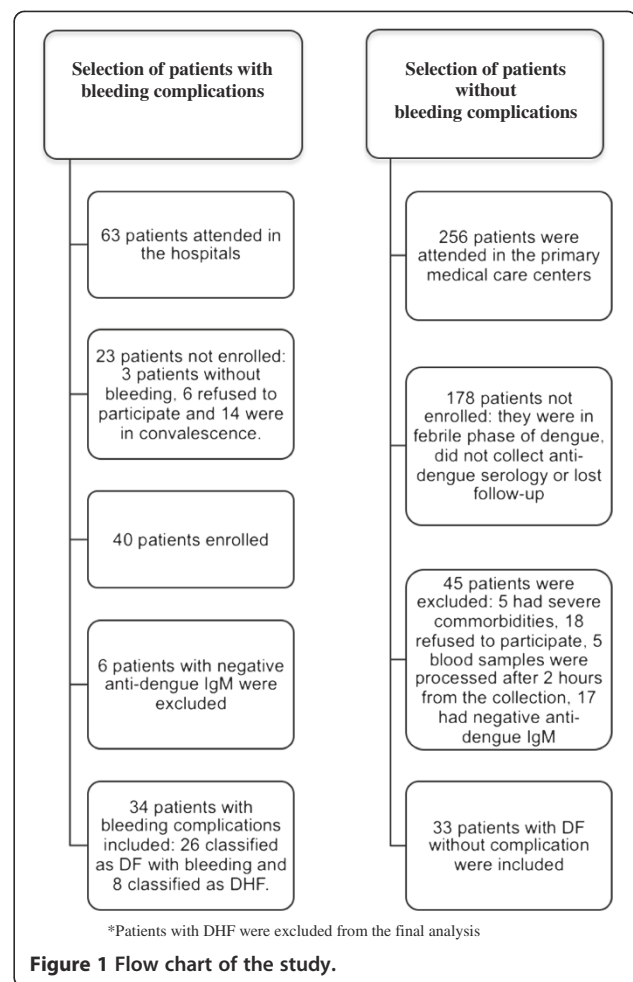 Selection of patients with
bleeding complications
63 patients attended in
the hospitals
23 patients not enrolled:
3 patients without
bleeding, 6 refused to
participate and 14 were
in convalescence.
40 patients enrolled
6 patients with negative
anti-dengue IgM were
excluded
34 patients with
bleeding complications
included: 26 classified
as DF with bleeding and
8 classified as DHF.
Selection of patients
without
bleeding complications
256 patients were
attended in the primary
medical care centers
178 patients not
enrolled: they were in
febrile phase of dengue,
did not collect anti-
dengue serology or lost
follow-up
45 patients were
excluded: 5 had severe
commorbidities, 18
refused to participate, 5
blood samples were
processed after 2 hours
from the collection, 17
had negative anti-
dengue IgM
33 patients with DF
without complication
were included
*Patients with DHF were excluded from the final analysis
Figure 1 Flow chart of the study.